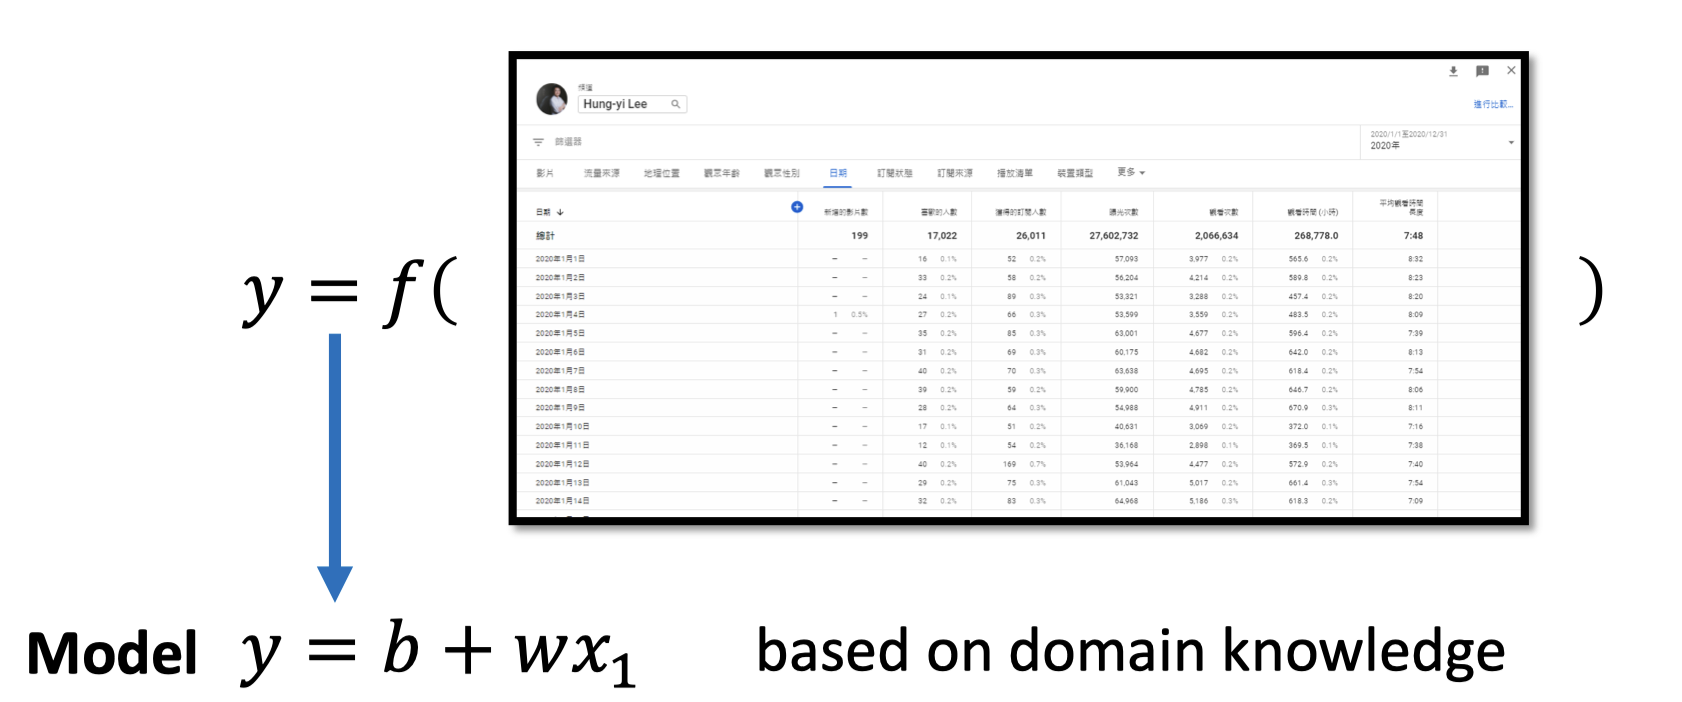 頻道
Hung-yi Lee
進行比較...
篩選器
2020/1/1至2020/12/31
2020年
影片 流量來源 地理位置 觀眾年齡 觀眾性別 日期 訂閱狀態 訂閱來源 播放清單 裝置類型 更多
日期 ↓ 新增的影片數 喜歡的人數 獲得的訂閱人數 曝光次數 觀看次數 觀看時間 (小時) 平均觀看時間長度
總計 199 17,022 26,011 27,602,732 2,066,634 268,778.0 7:48
2020年1月1日 – – 16 0.1% 52 0.2% 57,093 3,977 0.2% 565.6 0.2% 8:32
2020年1月2日 – – 33 0.2% 58 0.2% 56,204 4,214 0.2% 589.8 0.2% 8:23
2020年1月3日 – – 24 0.1% 89 0.3% 53,321 3,288 0.2% 457.4 0.2% 8:20
2020年1月4日 1 0.5% 27 0.2% 66 0.3% 53,599 3,559 0.2% 483.5 0.2% 8:09
2020年1月5日 – – 35 0.2% 85 0.3% 63,001 4,677 0.2% 596.4 0.2% 7:39
2020年1月6日 – – 31 0.2% 69 0.3% 60,175 4,682 0.2% 642.0 0.2% 8:13
2020年1月7日 – – 40 0.2% 70 0.3% 63,638 4,695 0.2% 618.4 0.2% 7:54
2020年1月8日 – – 39 0.2% 59 0.2% 59,900 4,785 0.2% 646.7 0.2% 8:06
2020年1月9日 – – 28 0.2% 64 0.3% 54,988 4,911 0.2% 670.9 0.3% 8:11
2020年1月10日 – – 17 0.1% 51 0.2% 40,631 3,069 0.2% 372.0 0.1% 7:16
2020年1月11日 – – 12 0.1% 54 0.2% 36,168 2,898 0.1% 369.5 0.1% 7:38
2020年1月12日 – – 40 0.2% 169 0.7% 53,964 4,477 0.2% 572.9 0.2% 7:40
2020年1月13日 – – 29 0.2% 75 0.3% 61,043 5,017 0.2% 661.4 0.3% 7:54
2020年1月14日 – – 32 0.2% 83 0.3% 64,968 5,186 0.3% 618.3 0.2% 7:09
y = f( )
Model y = b + wx₁ based on domain knowledge